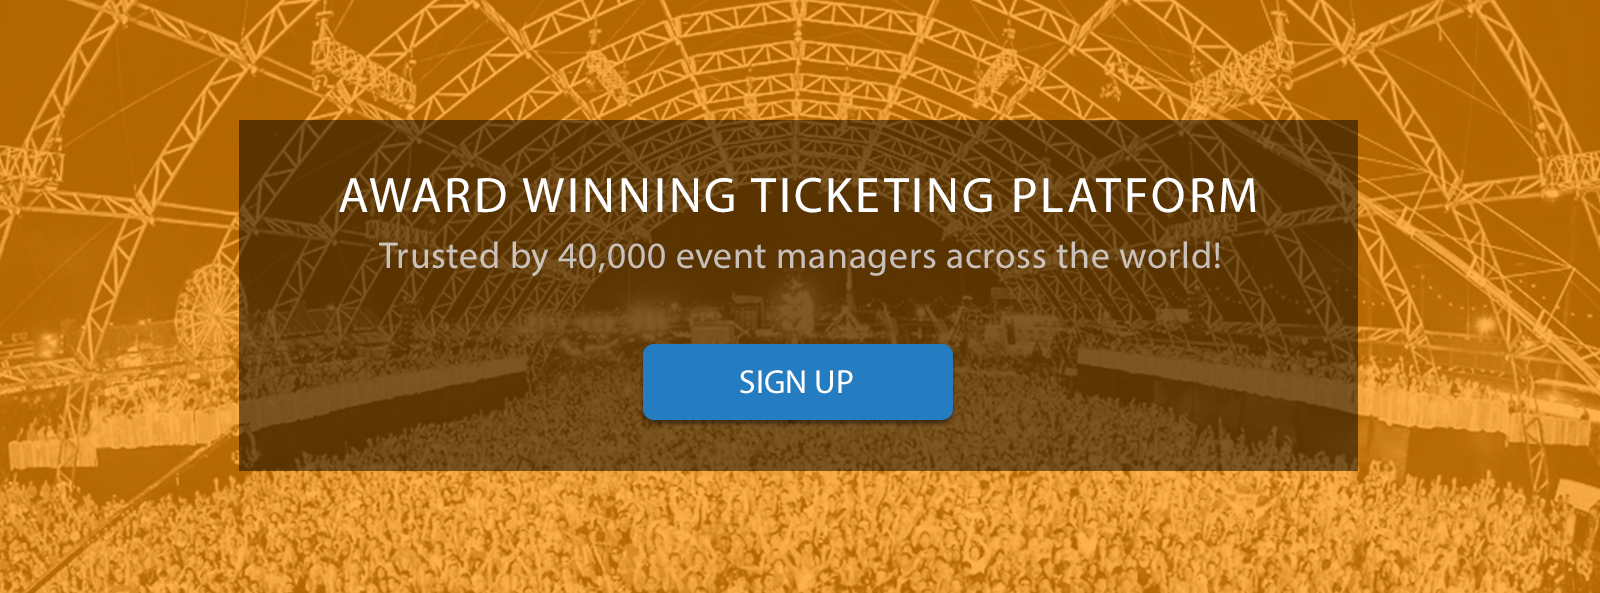 AWARD WINNING TICKETING PLATFORM
Trusted by 40,000 event managers across the world!
SIGN UP